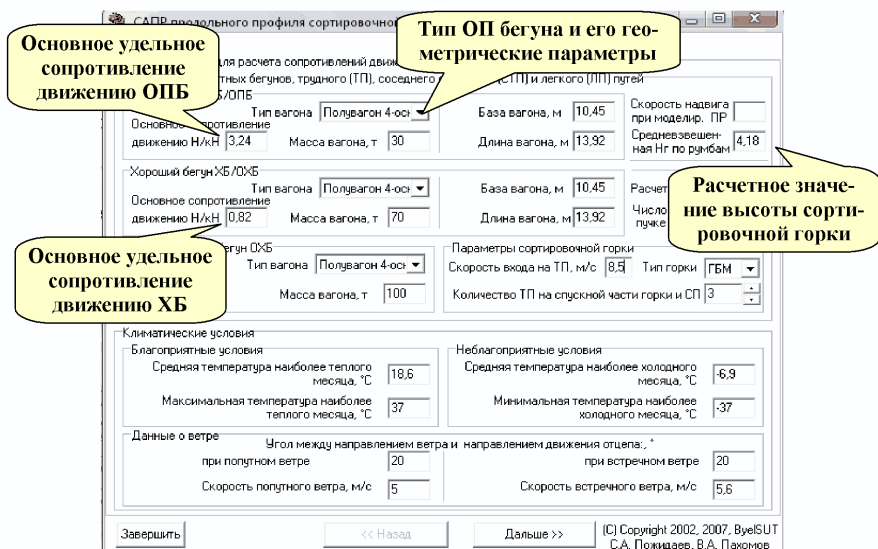 САПР продольного профиля сортировочно
Основное удельное
сопротивление
движению ОПБ
Тип ОП бегуна и его гео-
метрические параметры
для расчета сопротивлений движ
тных бегунов, трудного (ТП), соседнего (СТП) и легкого (ЛП) путей
Б/ОПБ
Тип вагона Полувагон 4-осн
База вагона, м 10,45
Скорость надвига
при моделир. ПР
Основное сопротивление
движению Н/кН 3,24
Масса вагона, т 30
Длина вагона, м 13,92
Средневзвешен-
ная Нг по румбам 4,18
Хороший бегун ХБ/ОХБ
Тип вагона Полувагон 4-осн
База вагона, м 10,45
Расчет
Основное сопротивление
движению Н/кН 0,82
Масса вагона, т 70
Длина вагона, м 13,92
Число
пучке
Расчетное значе-
ние высоты сорти-
ровочной горки
Основное удельное
сопротивление
движению ХБ
бегун ОХБ
Тип вагона Полувагон 4-осн
Масса вагона, т 100
Параметры сортировочной горки
Скорость входа на ТП, м/с 8,5 Тип горки ГБМ
Количество ТП на спускной части горки и СП 3
Климатические условия
Благоприятные условия
Средняя температура наиболее теплого
месяца, °С 18,6
Максимальная температура наиболее
теплого месяца, °С 37
Неблагоприятные условия
Средняя температура наиболее холодного
месяца, °С -6,9
Минимальная температура наиболее
холодного месяца, °С -37
Данные о ветре
Угол между направлением ветра и направлением движения отцепа:, °
при попутном ветре 20
при встречном ветре 20
Скорость попутного ветра, м/с 5
Скорость встречного ветра, м/с 5,6
Завершить
<< Назад
Дальше >>
(C) Copyright 2002, 2007, ByelSUT
С.А. Пожидаев, В.А. Пахомов